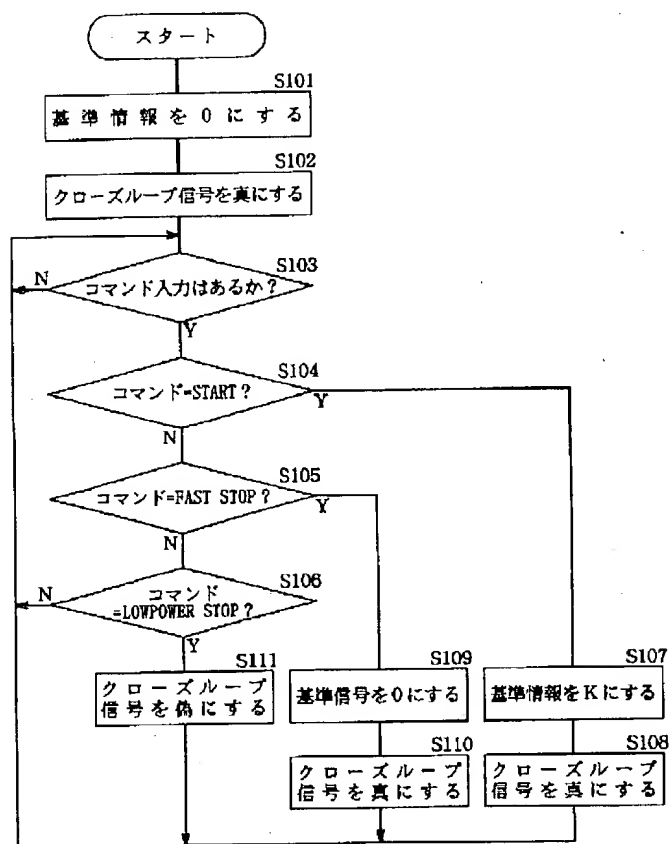 スタート
S101
基準情報を0にする
S102
クローズループ信号を真にする
S103
コマンド入力はあるか？
N
Y
S104
コマンド=START？
Y
N
S105
コマンド=FAST STOP？
Y
N
S106
コマンド
=LOWPOWER STOP？
N
Y
S111
クローズループ
信号を偽にする
S109
基準信号を0にする
S110
クローズループ
信号を真にする
S107
基準情報をKにする
S108
クローズループ
信号を真にする